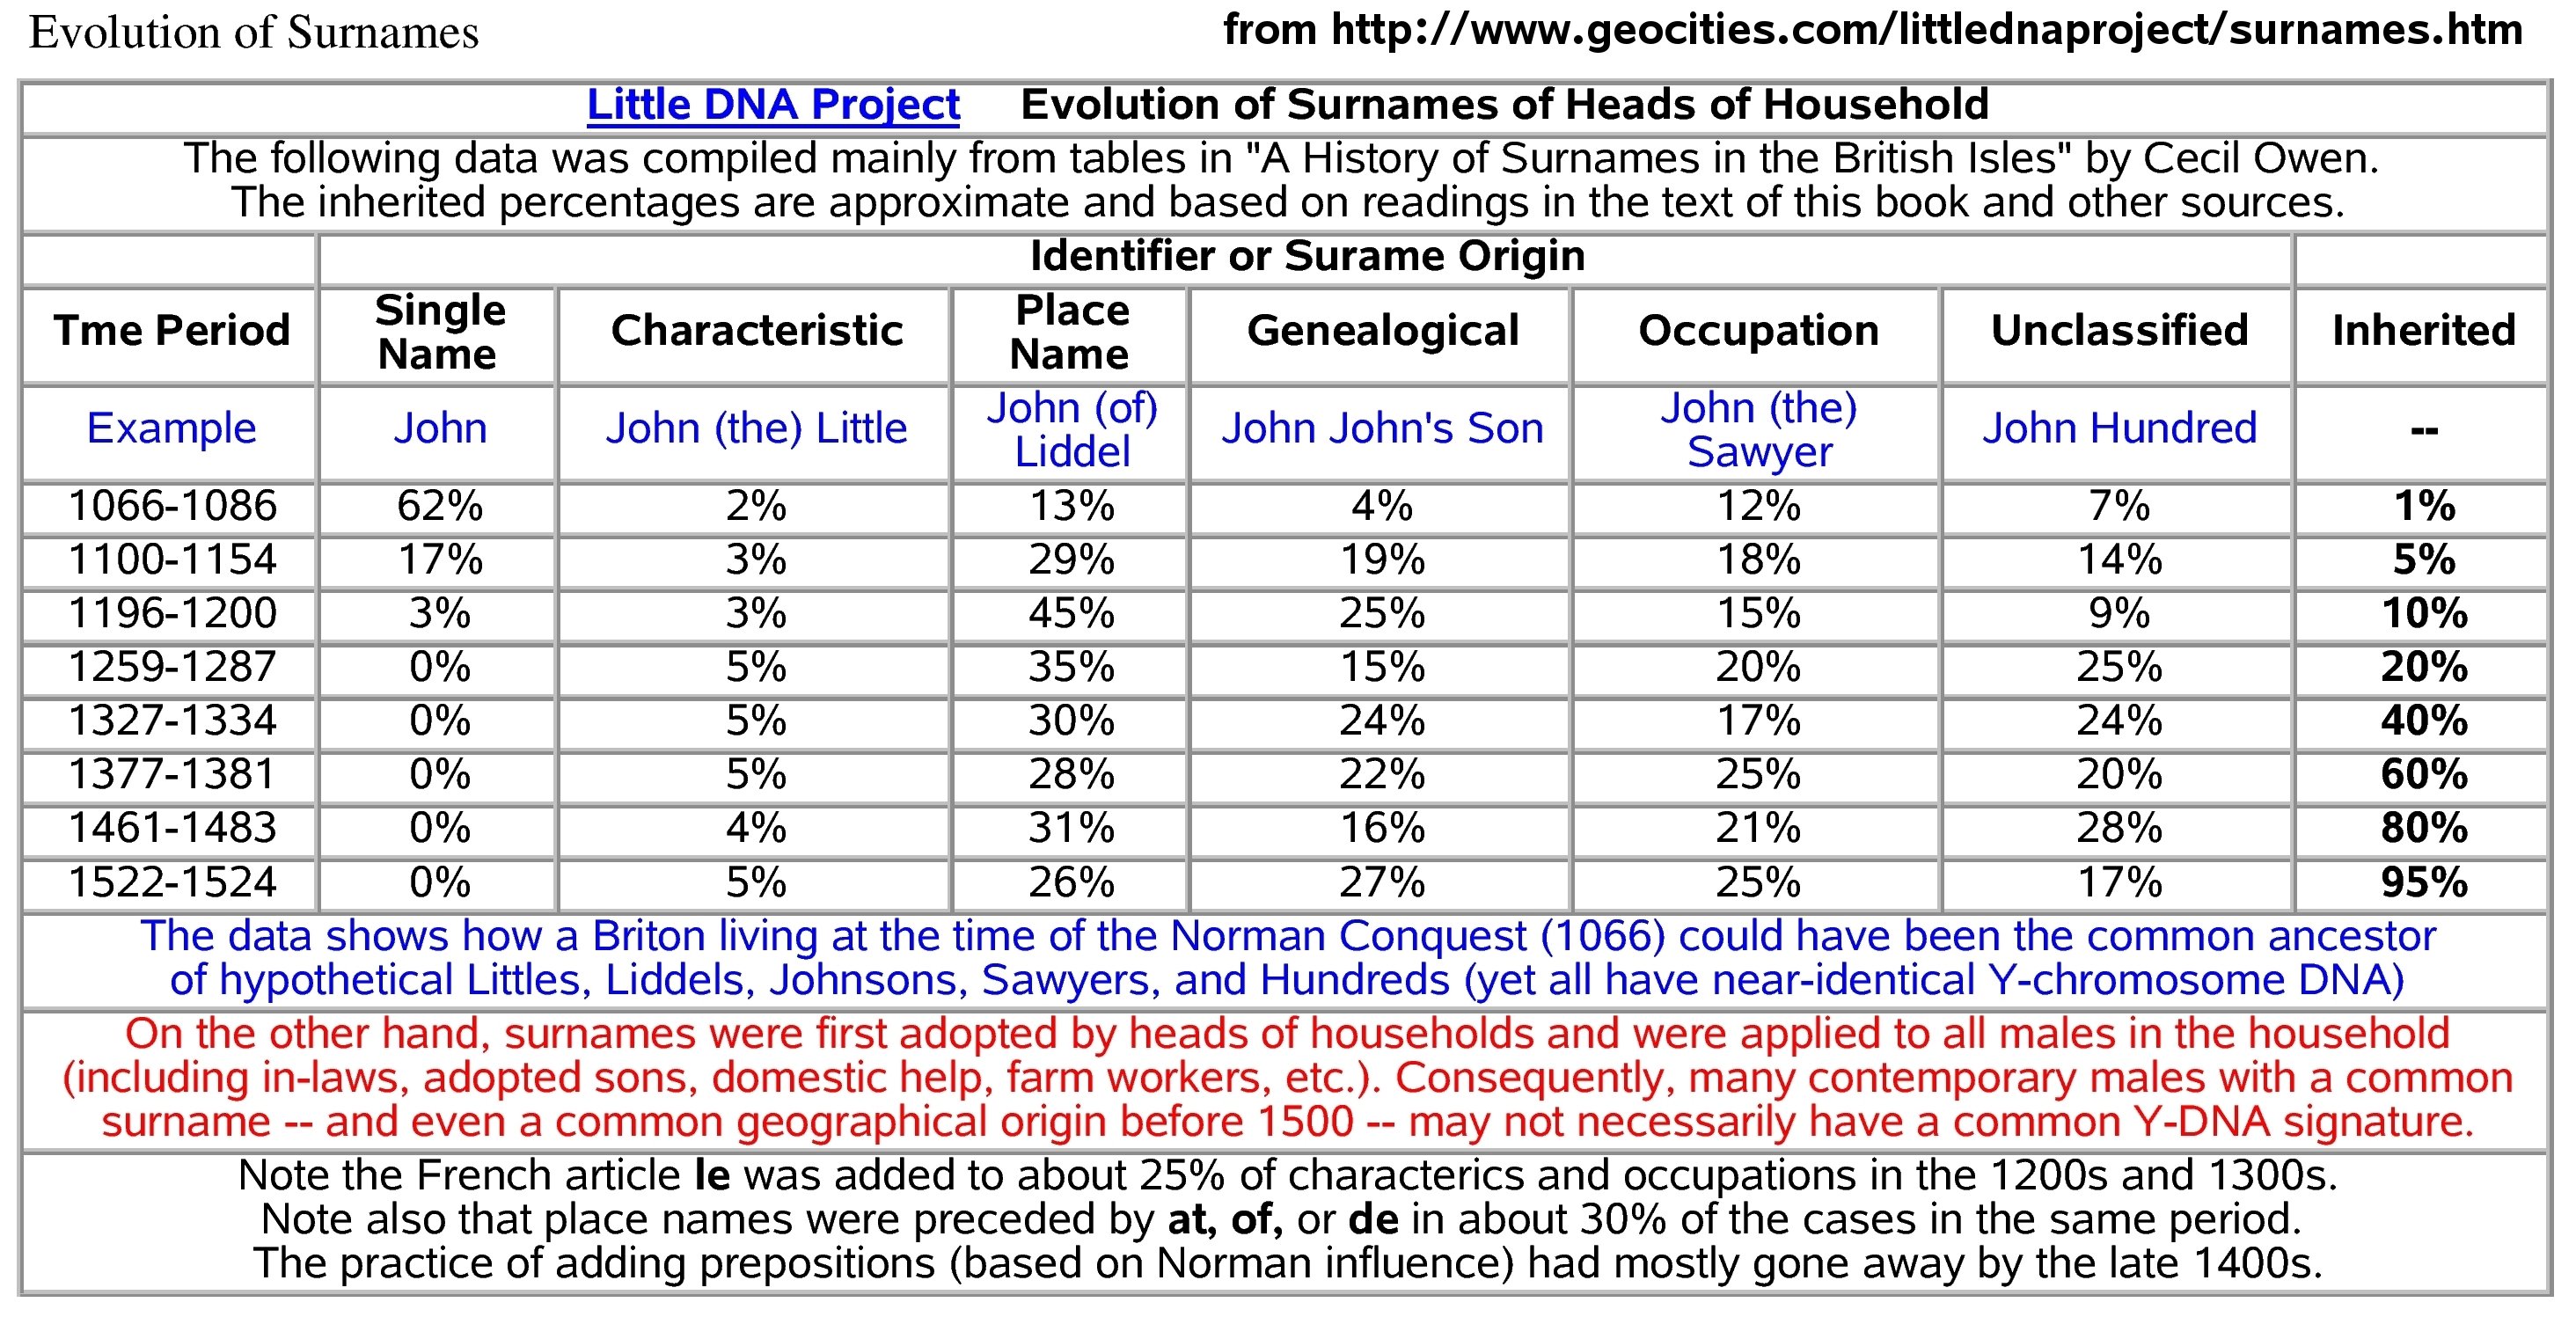 Evolution of Surnames
from http://www.geocities.com/littlednaproject/surnames.htm
Little DNA Project Evolution of Surnames of Heads of Household
The following data was compiled mainly from tables in "A History of Surnames in the British Isles" by Cecil Owen.
The inherited percentages are approximate and based on readings in the text of this book and other sources.
Identifier or Surame Origin
Tme Period Single Name Characteristic Place Name Genealogical Occupation Unclassified Inherited
Example John John (the) Little John (of) Liddel John John's Son John (the) Sawyer John Hundred --
1066-1086 62% 2% 13% 4% 12% 7% 1%
1100-1154 17% 3% 29% 19% 18% 14% 5%
1196-1200 3% 3% 45% 25% 15% 9% 10%
1259-1287 0% 5% 35% 15% 20% 25% 20%
1327-1334 0% 5% 30% 24% 17% 24% 40%
1377-1381 0% 5% 28% 22% 25% 20% 60%
1461-1483 0% 4% 31% 16% 21% 28% 80%
1522-1524 0% 5% 26% 27% 25% 17% 95%
The data shows how a Briton living at the time of the Norman Conquest (1066) could have been the common ancestor
of hypothetical Littles, Liddels, Johnsons, Sawyers, and Hundreds (yet all have near-identical Y-chromosome DNA)
On the other hand, surnames were first adopted by heads of households and were applied to all males in the household
(including in-laws, adopted sons, domestic help, farm workers, etc.). Consequently, many contemporary males with a common
surname -- and even a common geographical origin before 1500 -- may not necessarily have a common Y-DNA signature.
Note the French article le was added to about 25% of characterics and occupations in the 1200s and 1300s.
Note also that place names were preceded by at, of, or de in about 30% of the cases in the same period.
The practice of adding prepositions (based on Norman influence) had mostly gone away by the late 1400s.